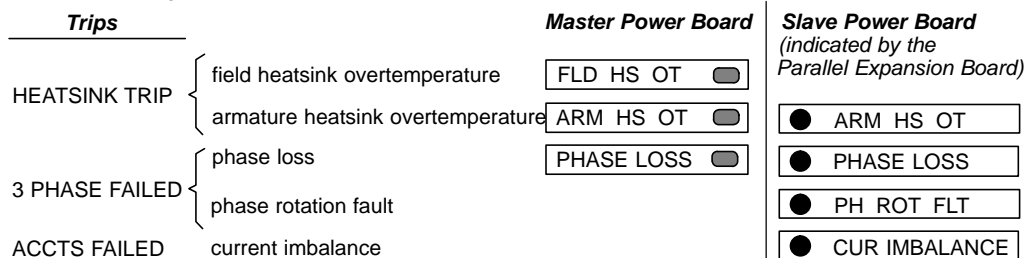 Trips
Master Power Board
Slave Power Board
(indicated by the
Parallel Expansion Board)
HEATSINK TRIP
field heatsink overtemperature
FLD HS OT
armature heatsink overtemperature
ARM HS OT
ARM HS OT
3 PHASE FAILED
phase loss
PHASE LOSS
PHASE LOSS
phase rotation fault
PH ROT FLT
ACCTS FAILED
current imbalance
CUR IMBALANCE